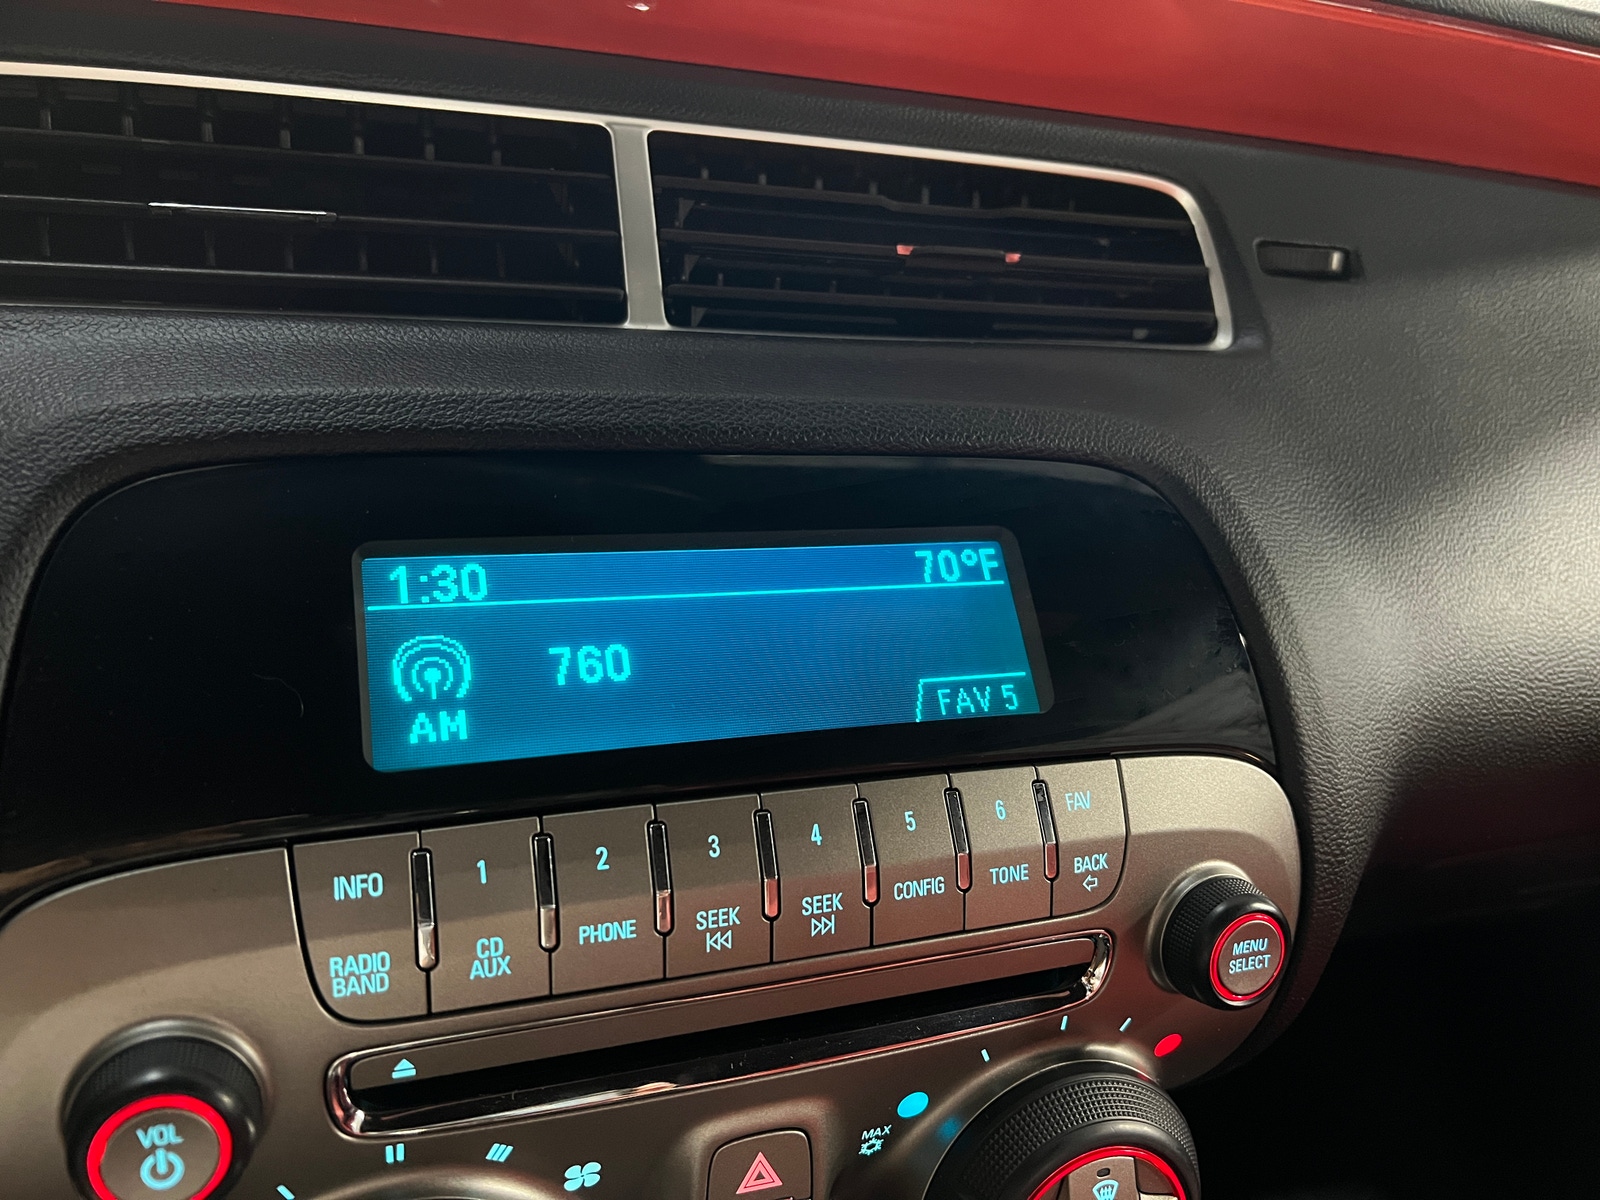 1:30 70°F
760
AM FAV 5
INFO 1 2 3 4 5 6 FAV
RADIO BAND
CD AUX
PHONE
SEEK
SEEK
CONFIG
TONE
BACK
MENU SELECT
VOL
MAX